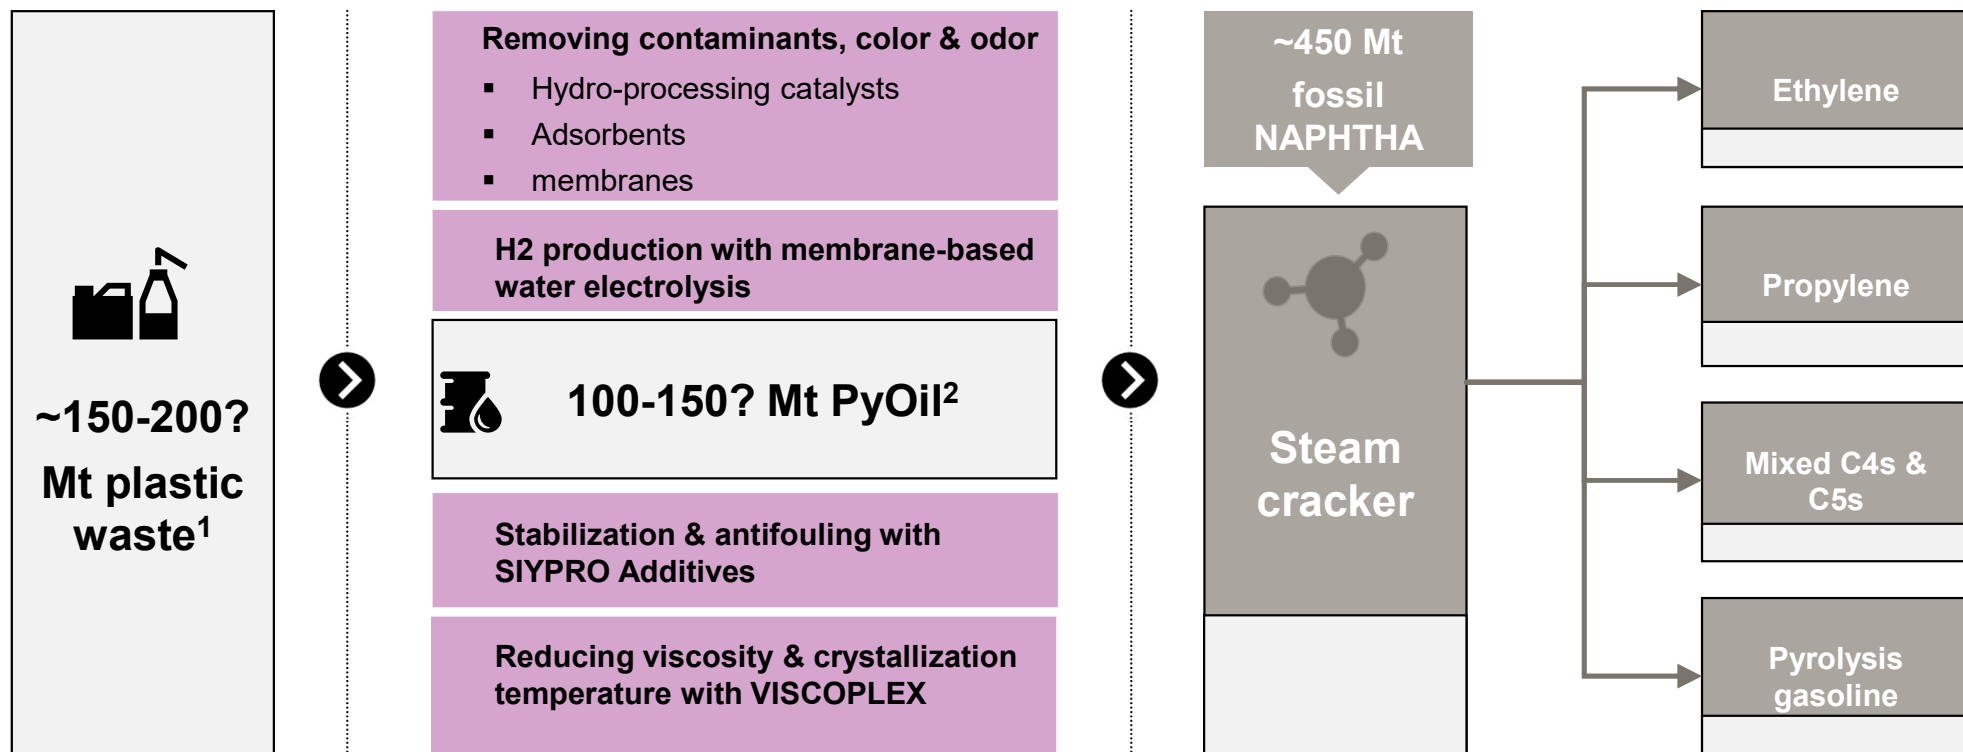 ~150-200?
Mt plastic
waste¹
Removing contaminants, color & odor
▪ Hydro-processing catalysts
▪ Adsorbents
▪ membranes
H2 production with membrane-based
water electrolysis
100-150? Mt PyOil²
Stabilization & antifouling with
SIYPRO Additives
Reducing viscosity & crystallization
temperature with VISCOPLEX
~450 Mt
fossil
NAPHTHA
Steam
cracker
Ethylene
Propylene
Mixed C4s &
C5s
Pyrolysis
gasoline